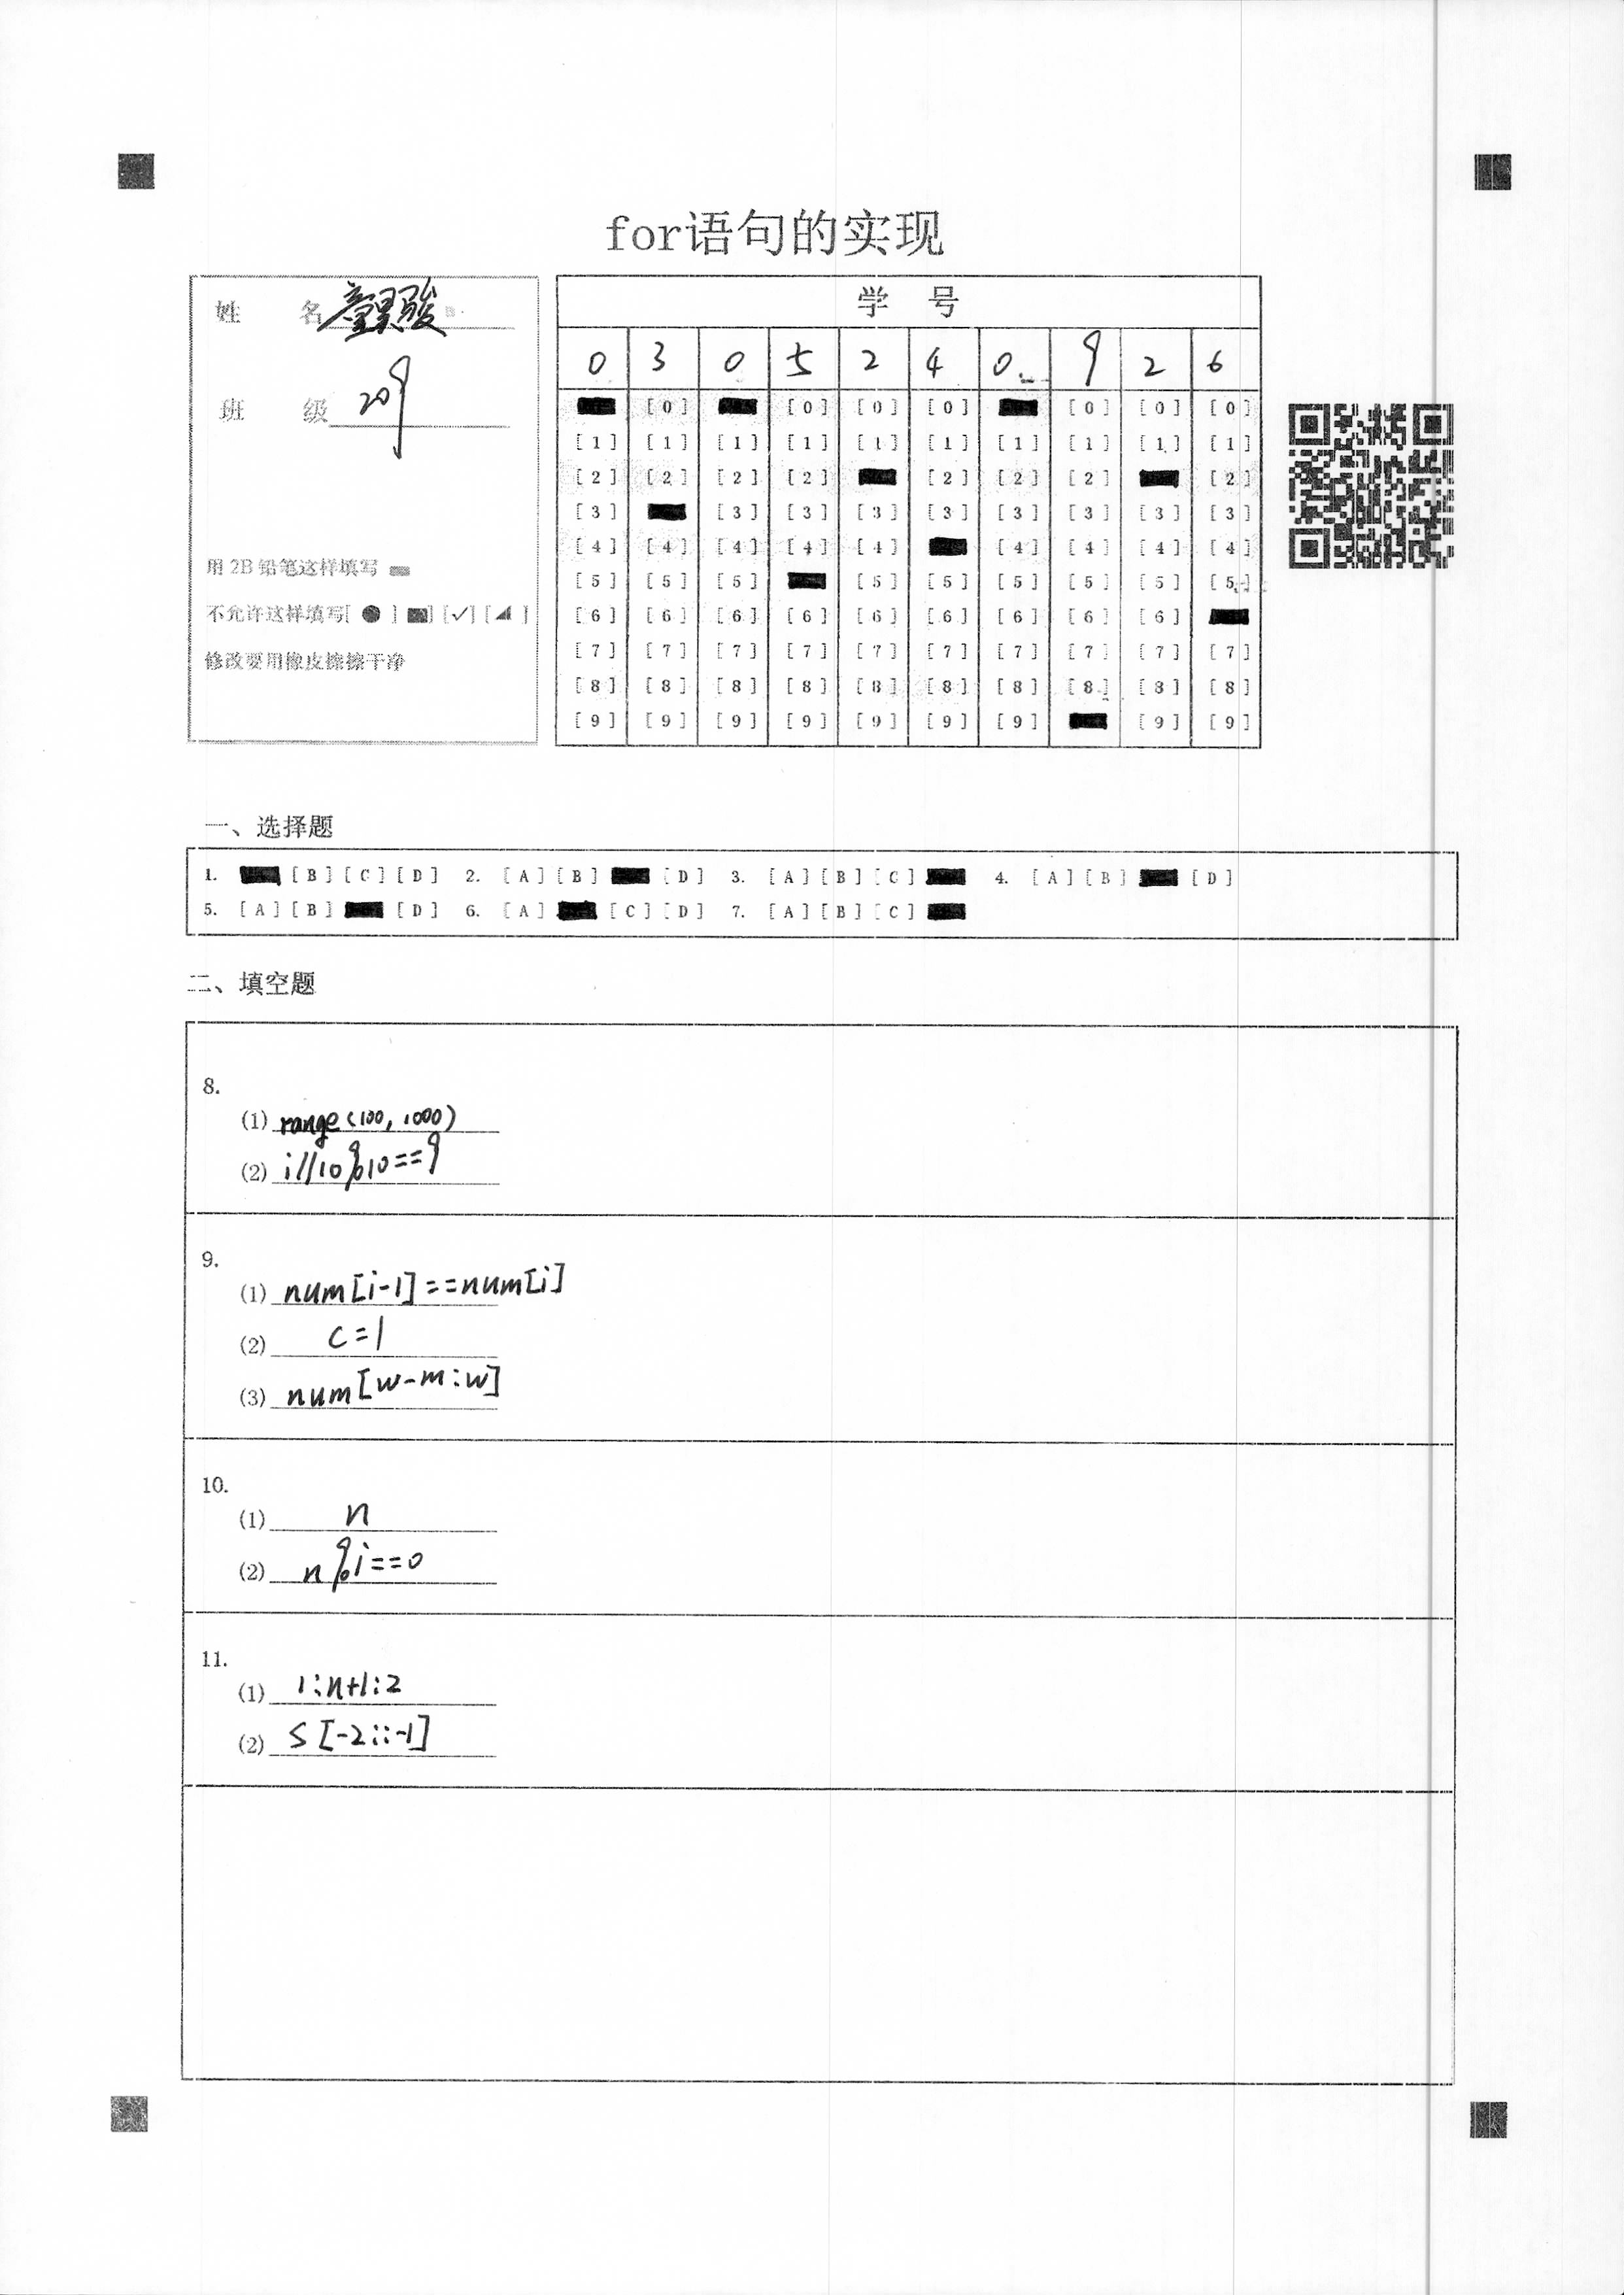 for语句的实现
姓 名 童昊骏
班 级 209
用 2B 铅笔这样填写
不允许这样填写[ ● ] [✓] [ ]
修改要用橡皮擦擦干净
学 号
0 3 0 5 2 4 0 9 2 6
[0] [0] [0] [0] [0] [0] [0]
[1] [1] [1] [1] [1] [1] [1] [1] [1] [1]
[2] [2] [2] [2] [2] [2] [2] [2]
[3] [3] [3] [3] [3] [3] [3] [3] [3]
[4] [4] [4] [4] [4] [4] [4] [4] [4]
[5] [5] [5] [5] [5] [5] [5] [5] [5]
[6] [6] [6] [6] [6] [6] [6] [6] [6]
[7] [7] [7] [7] [7] [7] [7] [7] [7] [7]
[8] [8] [8] [8] [8] [8] [8] [8] [8] [8]
[9] [9] [9] [9] [9] [9] [9] [9] [9]
一、选择题
1. [B] [C] [D] 2. [A] [B] [D] 3. [A] [B] [C] 4. [A] [B] [D]
5. [A] [B] [D] 6. [A] [C] [D] 7. [A] [B] [C]
二、填空题
8.
(1) range(100, 1000)
(2) i//10%10==9
9.
(1) num[i-1]==num[i]
(2) c=1
(3) num[w-m:w]
10.
(1) n
(2) n%i==0
11.
(1) 1:n+1:2
(2) s[-2::-1]